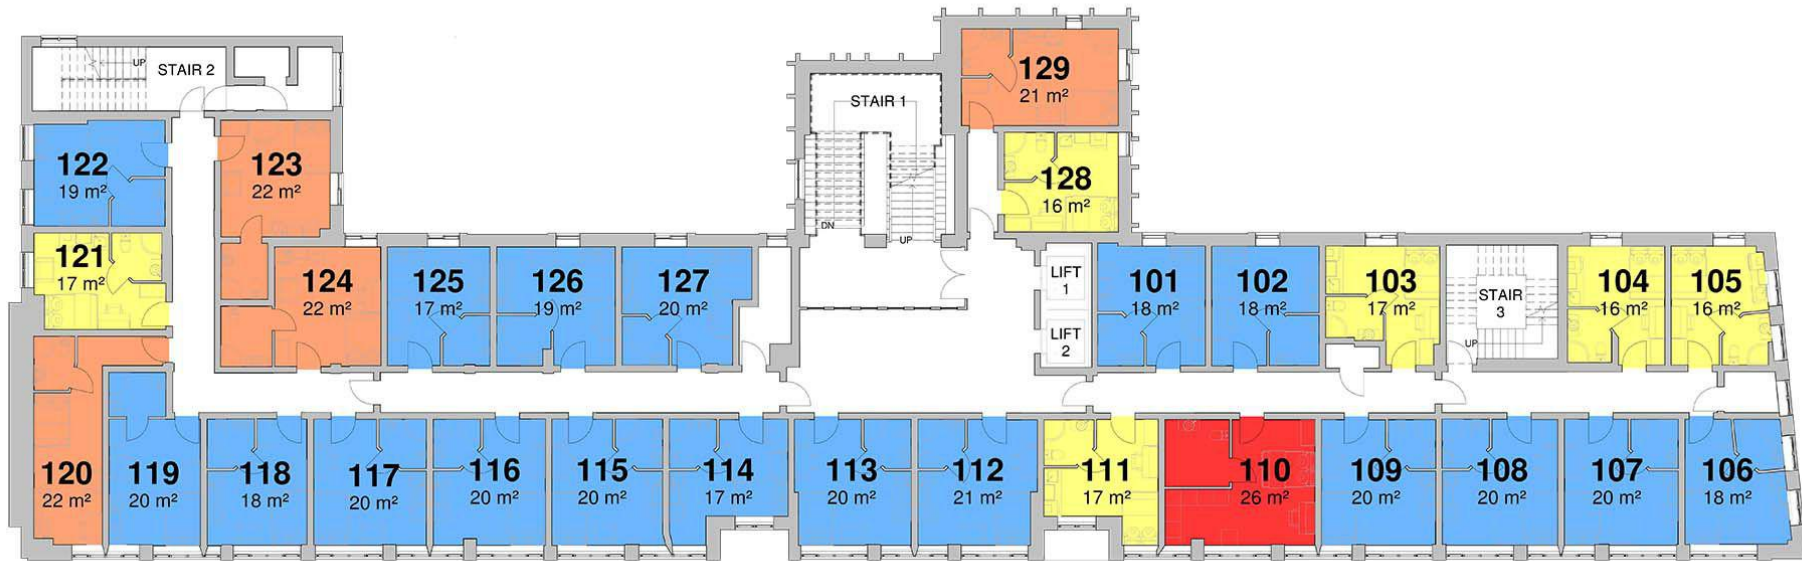 129
21 m²
UP
STAIR 2
STAIR 1
122
19 m²
123
22 m²
128
16 m²
DN
UP
121
17 m²
124
22 m²
125
17 m²
126
19 m²
127
20 m²
LIFT
1
LIFT
2
101
18 m²
102
18 m²
103
17 m²
STAIR
3
UP
104
16 m²
105
16 m²
120
22 m²
119
20 m²
118
18 m²
117
20 m²
116
20 m²
115
20 m²
114
17 m²
113
20 m²
112
21 m²
111
17 m²
110
26 m²
109
20 m²
108
20 m²
107
20 m²
106
18 m²